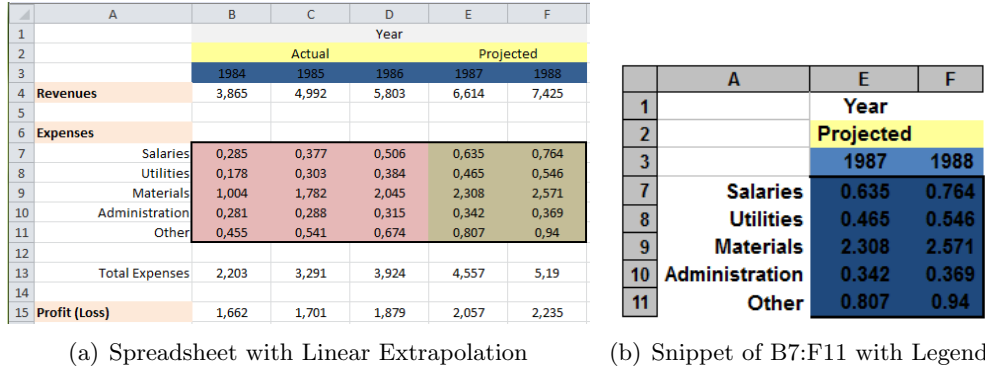 A B C D E F
1 Year
2 Actual Projected
3 1984 1985 1986 1987 1988
4 Revenues 3,865 4,992 5,803 6,614 7,425
5
6 Expenses
7 Salaries 0,285 0,377 0,506 0,635 0,764
8 Utilities 0,178 0,303 0,384 0,465 0,546
9 Materials 1,004 1,782 2,045 2,308 2,571
10 Administration 0,281 0,288 0,315 0,342 0,369
11 Other 0,455 0,541 0,674 0,807 0,94
12
13 Total Expenses 2,203 3,291 3,924 4,557 5,19
14
15 Profit (Loss) 1,662 1,701 1,879 2,057 2,235
(a) Spreadsheet with Linear Extrapolation
A E F
1 Year
2 Projected
3 1987 1988
7 Salaries 0.635 0.764
8 Utilities 0.465 0.546
9 Materials 2.308 2.571
10 Administration 0.342 0.369
11 Other 0.807 0.94
(b) Snippet of B7:F11 with Legend